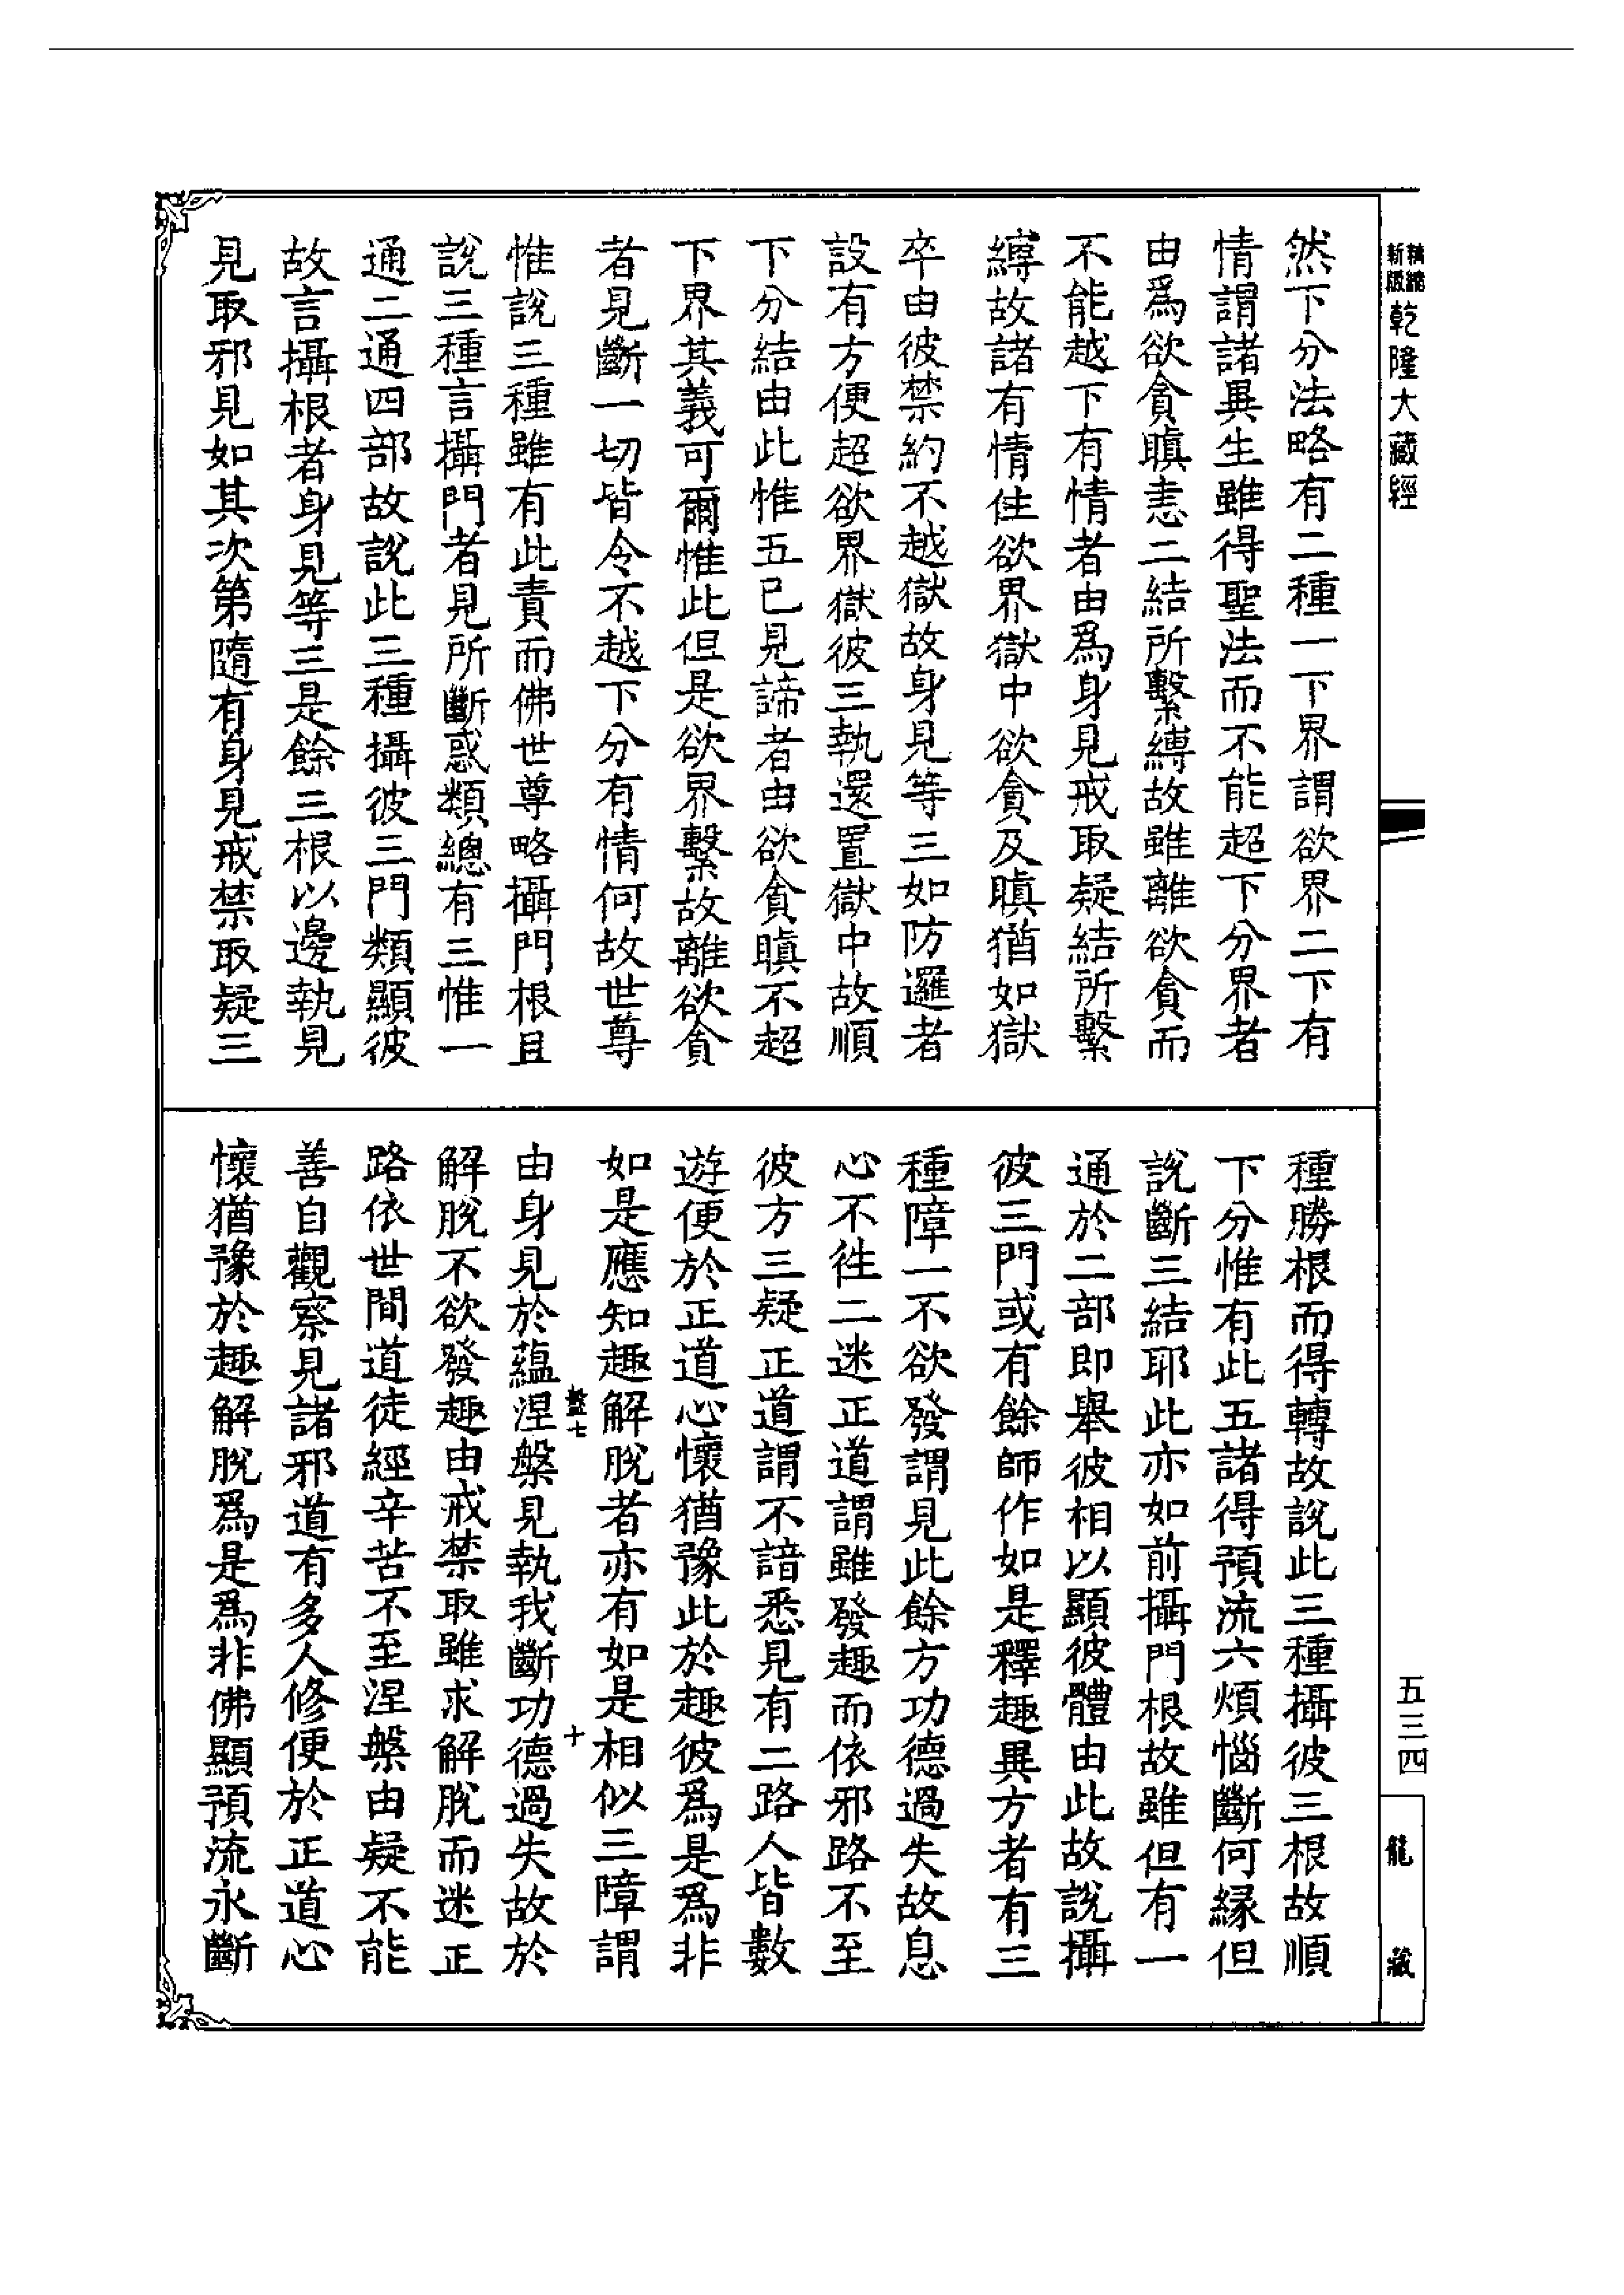 精縮新版乾隆大藏經
然下分法略有二種一下界謂欲界二下有
情謂諸異生雖得聖法而不能超下分界者
由爲欲貪瞋恚二結所繫縛故雖離欲貪而
不能越下有情者由爲身見戒取疑結所繫
縛故諸有情住欲界獄中欲貪及瞋猶如獄
卒由彼禁約不越獄故身見等三如防邏者
設有方便超欲界獄彼三執還置獄中故順
下分結由此惟五已見諦者由欲貪瞋不超
下界其義可爾惟此但是欲界繫故離欲貪
者見斷一切皆令不越下分有情何故世尊
惟說三種雖有此責而佛世尊略攝門根且
說三種言攝門者見所斷惑類總有三惟一
通二通四部故說此三種攝彼三門類顯彼
故言攝根者身見等三是餘三根以邊執見
見取邪見如其次第隨有身見戒禁取疑三
種勝根而得轉故說此三種攝彼三根故順
下分惟有此五諸得預流六煩惱斷何緣但
說斷三結耶此亦如前攝門根故雖但有一
通於二部即舉彼相以顯彼體由此故說攝
彼三門或有餘師作如是釋趣異方者有三
種障一不欲發謂見此餘方功德過失故息
心不徃二迷正道謂雖發趣而依邪路不至
彼方三疑正道謂不諳悉見有二路人皆數
遊便於正道心懷猶豫此於趣彼爲是爲非
如是應知趣解脫者亦有如是相似三障謂
由身見於蘊涅槃見執我斷功德過失故於
解脫不欲發趣由戒禁取雖求解脫而迷正
路依世間道徒經辛苦不至涅槃由疑不能
善自觀察見諸邪道有多人修便於正道心
懷猶豫於趣解脫爲是爲非佛顯預流永斷
七
十
五三四
龍藏